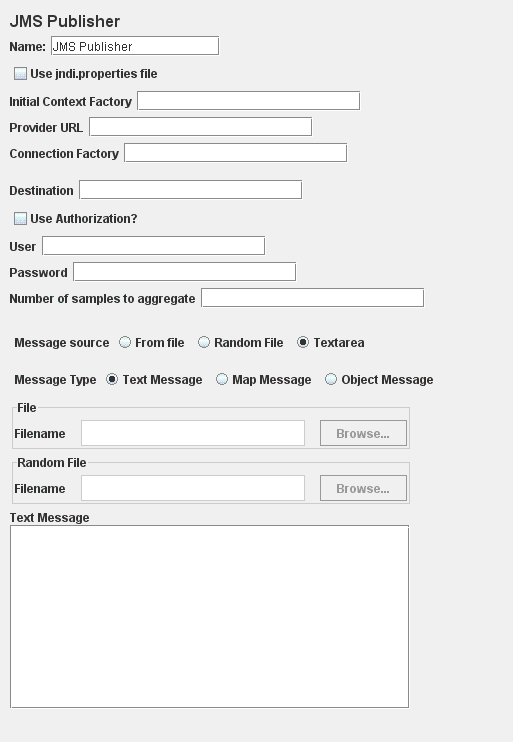 JMS Publisher
Name: JMS Publisher
Use jndi.properties file
Initial Context Factory
Provider URL
Connection Factory
Destination
Use Authorization?
User
Password
Number of samples to aggregate
Message source From file Random File Textarea
Message Type Text Message Map Message Object Message
File
Filename Browse...
Random File
Filename Browse...
Text Message